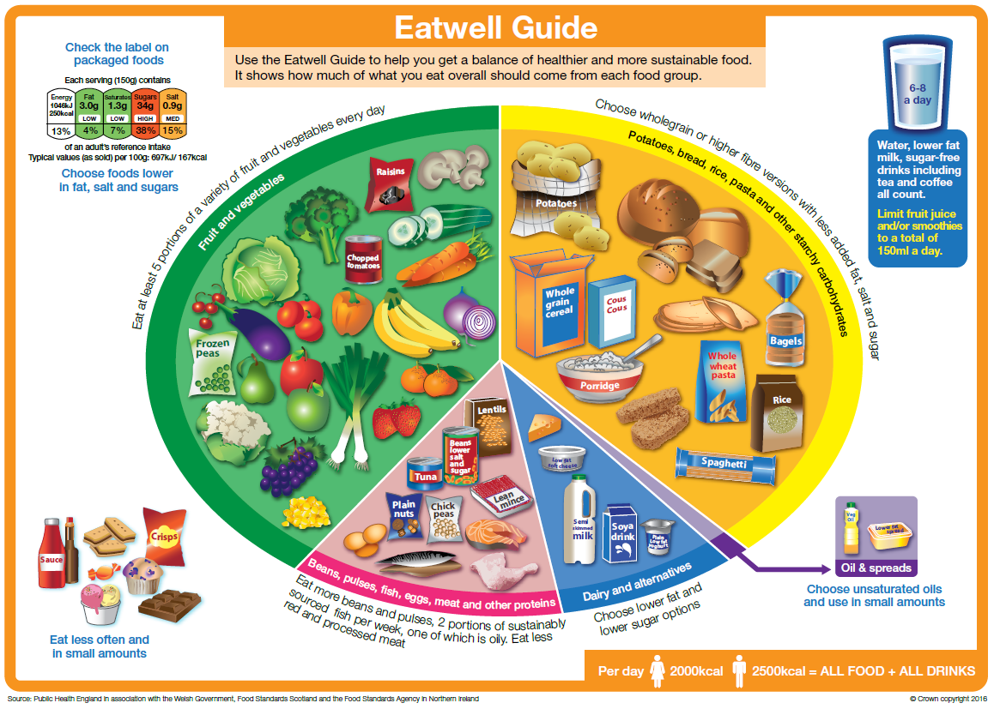 Eatwell Guide
Use the Eatwell Guide to help you get a balance of healthier and more sustainable food.
It shows how much of what you eat overall should come from each food group.
Check the label on
packaged foods
Each serving (150g) contains
Energy
1046kJ
250kcal
13%
Fat
3.0g
LOW
4%
Saturates
1.3g
LOW
7%
Sugars
34g
HIGH
38%
Salt
0.9g
MED
15%
of an adult's reference intake
Typical values (as sold) per 100g: 697kJ/ 167kcal
Choose foods lower
in fat, salt and sugars
6-8
a day
Water, lower fat
milk, sugar-free
drinks including
tea and coffee
all count.
Limit fruit juice
and/or smoothies
to a total of
150ml a day.
Eat at least 5 portions of a variety of fruit and vegetables every day
Fruit and vegetables
Raisins
Chopped
tomatoes
Frozen
peas
Choose wholegrain or higher fibre versions with less added fat, salt and sugar
Potatoes, bread, rice, pasta and other starchy carbohydrates
Potatoes
Whole
grain
cereal
Cous
Cous
Bagels
Porridge
Whole
wheat
pasta
Rice
Spaghetti
Lentils
Beans
lower
salt
and
sugar
Tuna
Plain
nuts
Chick
peas
Lean
mince
Beans, pulses, fish, eggs, meat and other proteins
Eat more beans and pulses, 2 portions of sustainably
sourced fish per week, one of which is oily. Eat less
red and processed meat
Low fat
soft cheese
Semi
skimmed
milk
Soya
drink
Plain
Low fat
yoghurt
Dairy and alternatives
Choose lower fat and
lower sugar options
Veg
Oil
Lower fat
spread
Oil & spreads
Choose unsaturated oils
and use in small amounts
Sauce
Crisps
Eat less often and
in small amounts
Per day 2000kcal 2500kcal = ALL FOOD + ALL DRINKS
Source: Public Health England in association with the Welsh Government, Food Standards Scotland and the Food Standards Agency in Northern Ireland
© Crown copyright 2016